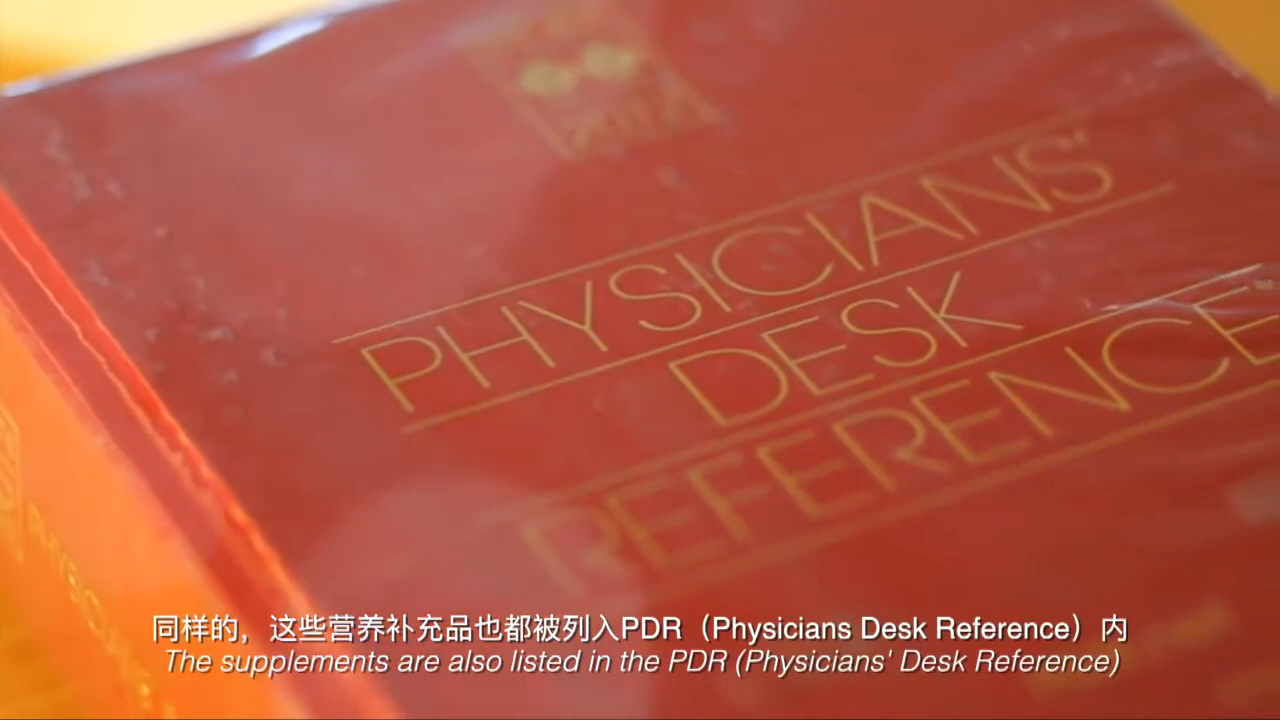 PHYSICIANS'
DESK
REFERENCE
同样的，这些营养补充品也都被列入PDR（Physicians Desk Reference）内
The supplements are also listed in the PDR (Physicians' Desk Reference)